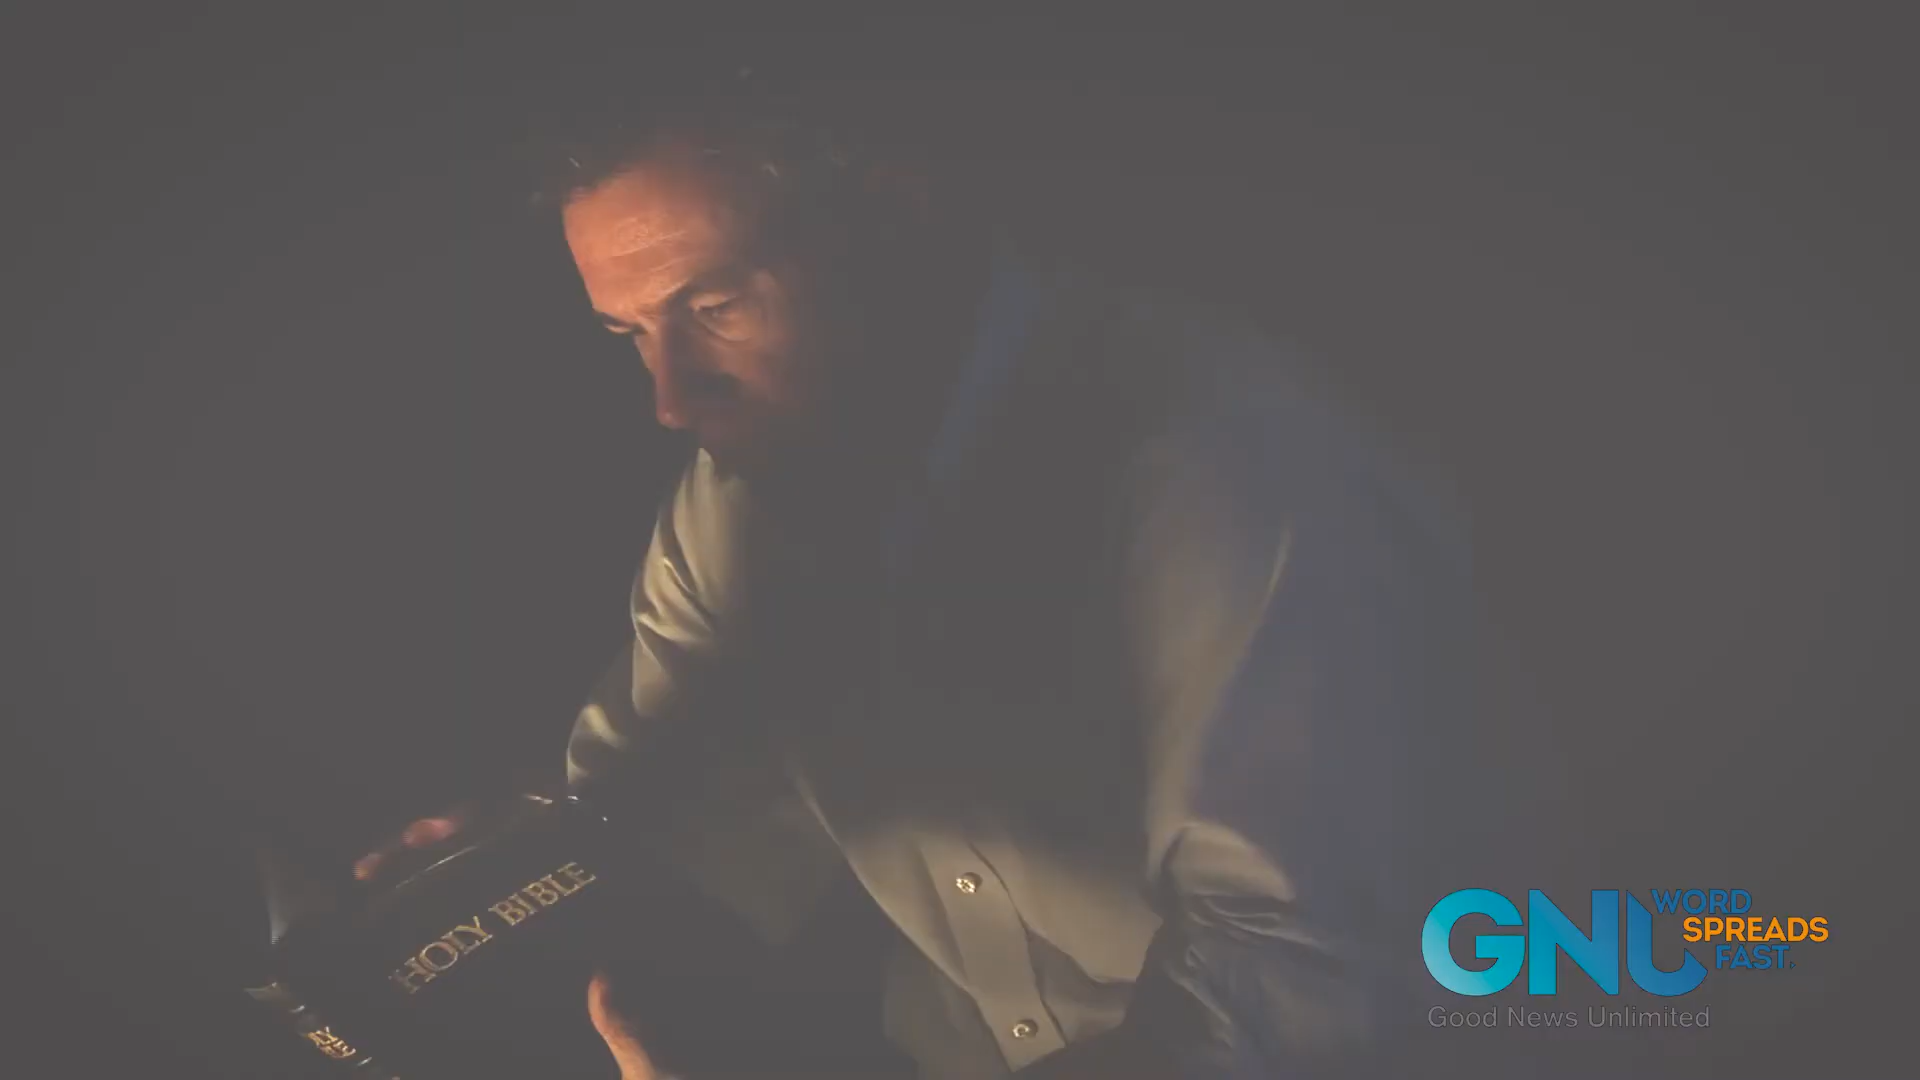 HOLY BIBLE
GNU
WORD
SPREADS
FAST.
Good News Unlimited